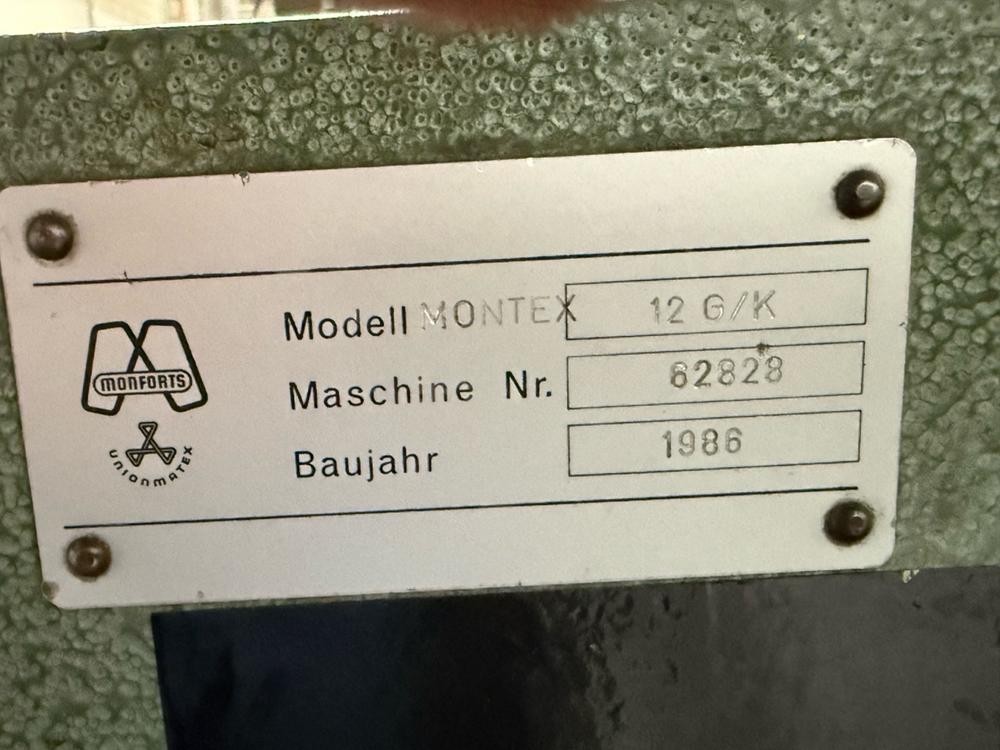 Modell MONTEX 12 G/K
Maschine Nr. 62828
Baujahr 1986
MONFORTS
UNIONMATEX